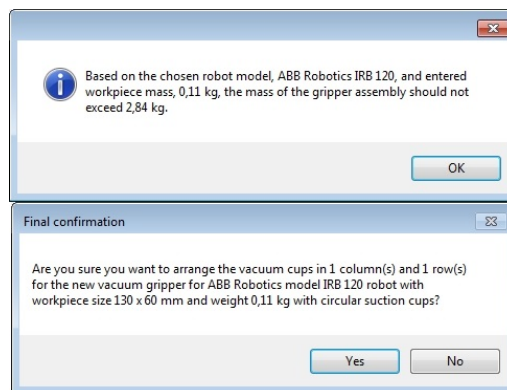 Based on the chosen robot model, ABB Robotics IRB 120, and entered
workpiece mass, 0,11 kg, the mass of the gripper assembly should not
exceed 2,84 kg.
OK
Final confirmation
Are you sure you want to arrange the vacuum cups in 1 column(s) and 1 row(s)
for the new vacuum gripper for ABB Robotics model IRB 120 robot with
workpiece size 130 x 60 mm and weight 0,11 kg with circular suction cups?
Yes
No